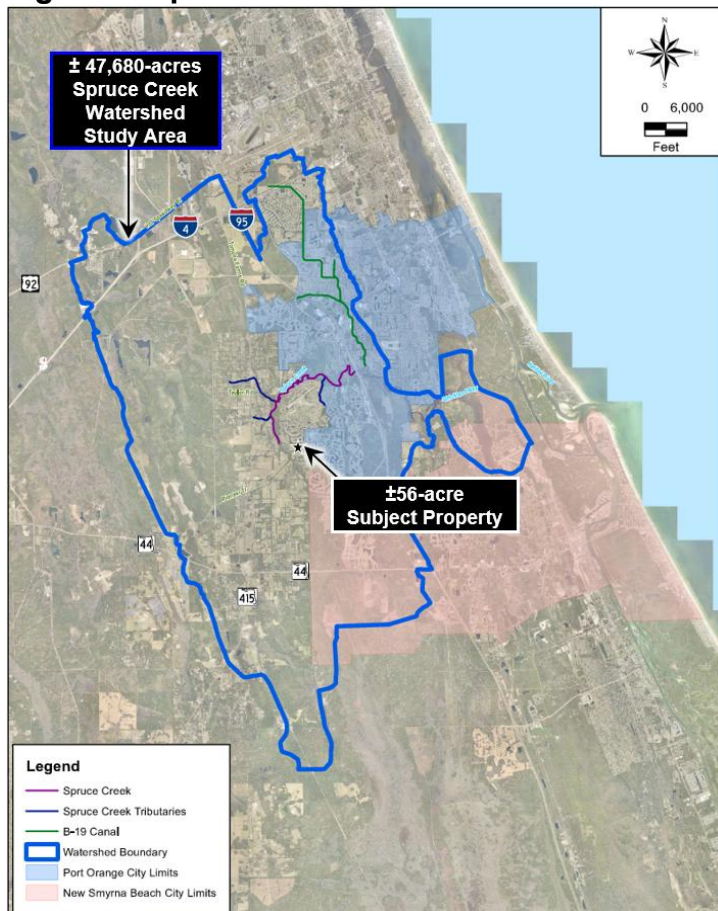 ± 47,680-acres
Spruce Creek
Watershed
Study Area
N
W
E
S
0 6,000
Feet
4
95
92
±56-acre
Subject Property
44
44
415
Legend
Spruce Creek
Spruce Creek Tributaries
B-19 Canal
Watershed Boundary
Port Orange City Limits
New Smyrna Beach City Limits